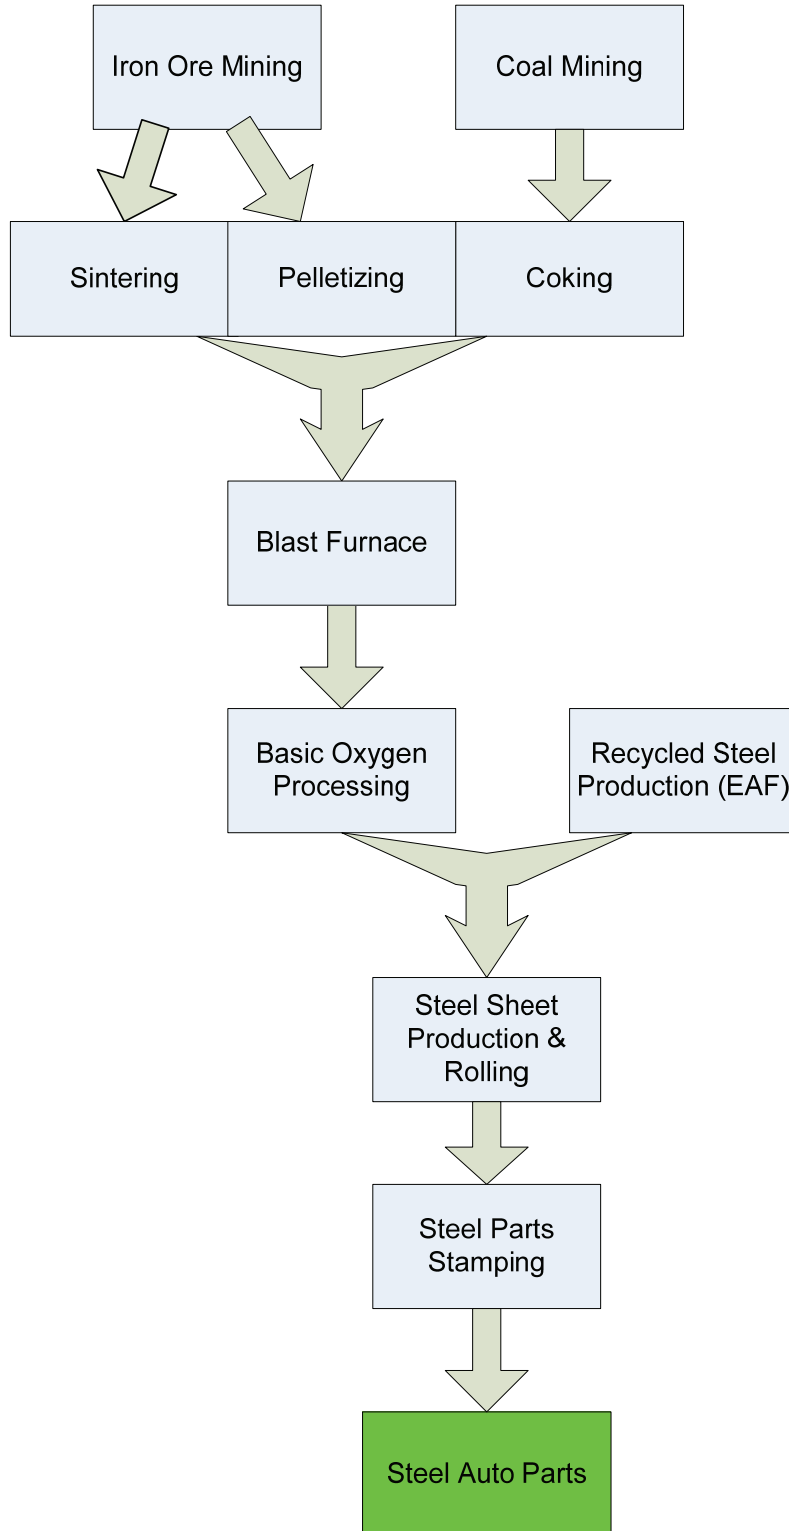 Iron Ore Mining
Coal Mining
Sintering
Pelletizing
Coking
Blast Furnace
Basic Oxygen
Processing
Recycled Steel
Production (EAF)
Steel Sheet
Production &
Rolling
Steel Parts
Stamping
Steel Auto Parts